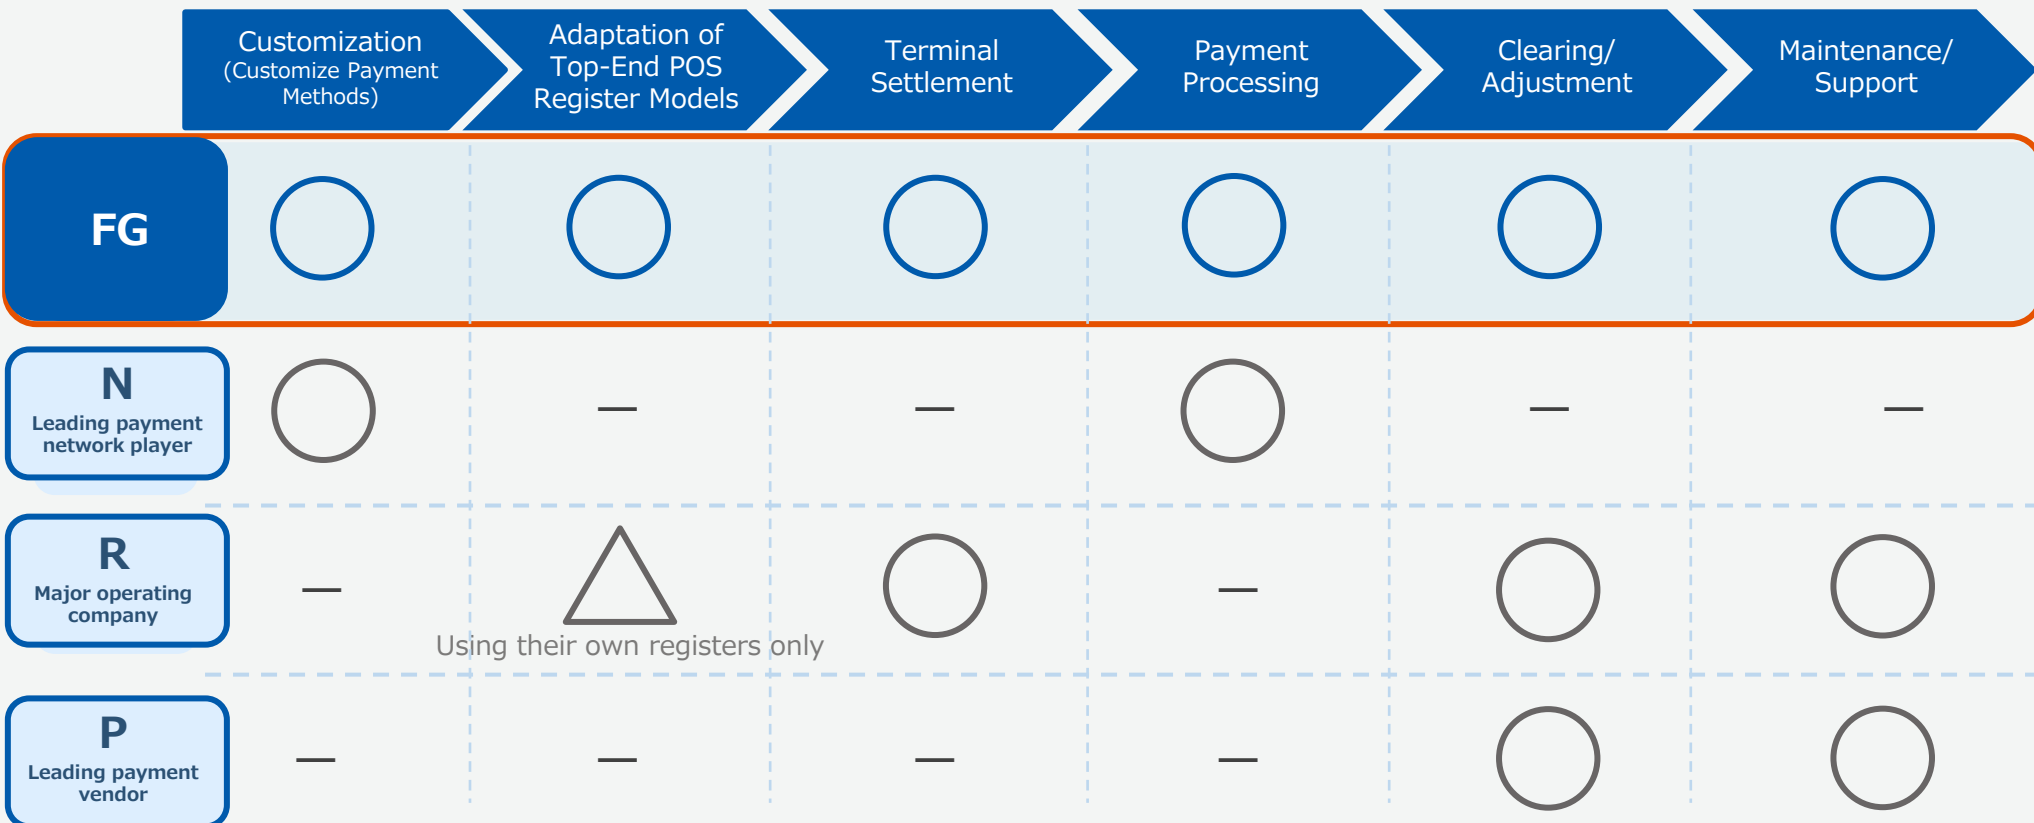 Customization
(Customize Payment
Methods)
Adaptation of
Top-End POS
Register Models
Terminal
Settlement
Payment
Processing
Clearing/
Adjustment
Maintenance/
Support
FG
N
Leading payment
network player
—
—
—
—
R
Major operating
company
—
Using their own registers only
—
P
Leading payment
vendor
—
—
—
—